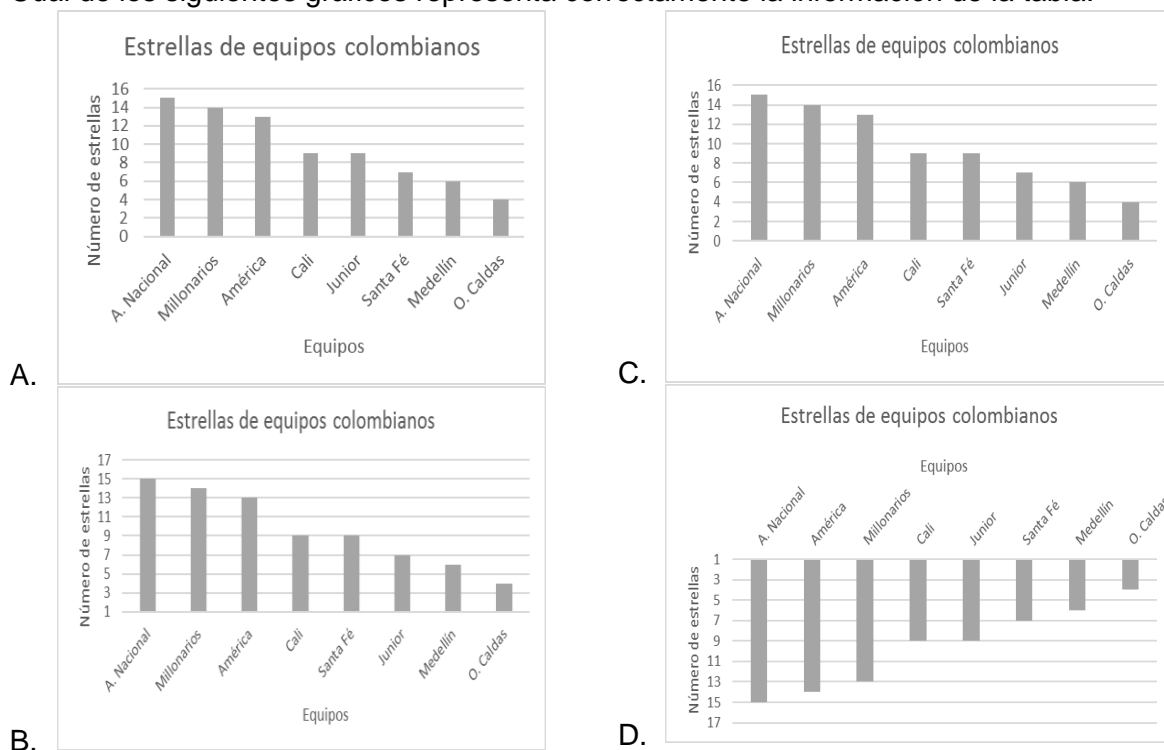 Cuál de los siguientes gráficos representa correctamente la información de la tabla.
Estrellas de equipos colombianos
Número de estrellas
16
14
12
10
8
6
4
2
0
A. Nacional
Millonarios
América
Cali
Junior
Santa Fé
Medellín
O. Caldas
Equipos
A.
Estrellas de equipos colombianos
Número de estrellas
16
14
12
10
8
6
4
2
0
A. Nacional
Millonarios
América
Cali
Santa Fé
Junior
Medellín
O. Caldas
Equipos
C.
Estrellas de equipos colombianos
Número de estrellas
17
15
13
11
9
7
5
3
1
A. Nacional
Millonarios
América
Cali
Santa Fé
Junior
Medellín
O. Caldas
Equipos
B.
Estrellas de equipos colombianos
Equipos
A. Nacional
América
Millonarios
Cali
Junior
Santa Fé
Medellín
O. Caldas
Número de estrellas
1
3
5
7
9
11
13
15
17
D.